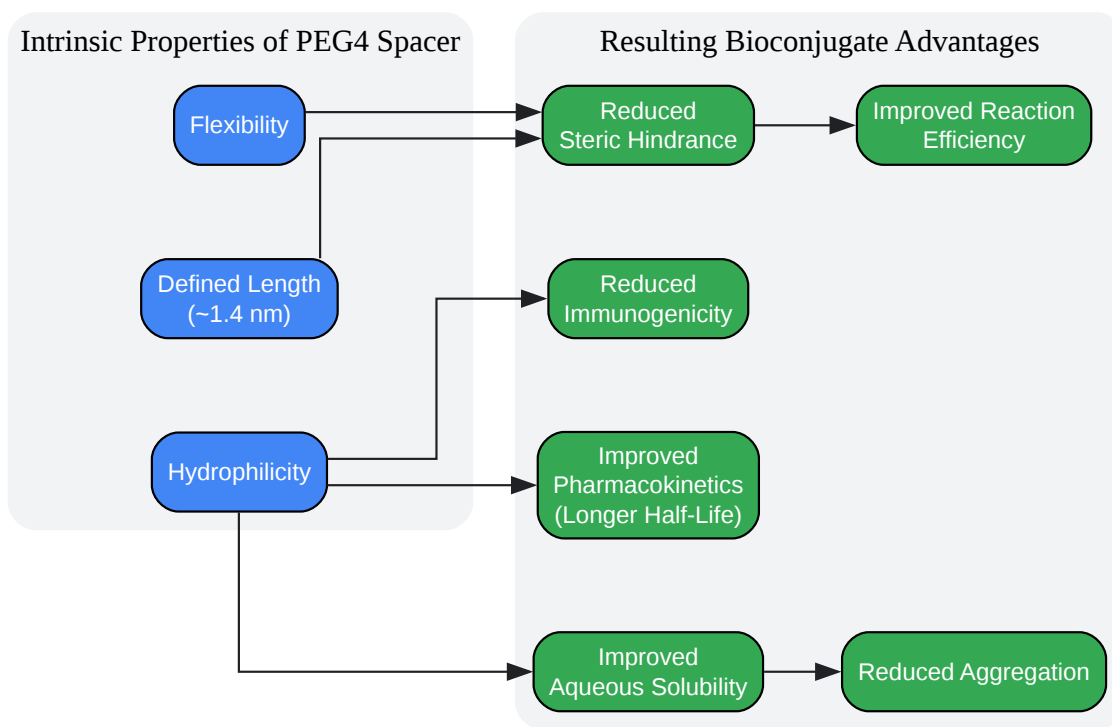 Intrinsic Properties of PEG4 Spacer
Resulting Bioconjugate Advantages
Flexibility
Reduced
Steric Hindrance
Improved Reaction
Efficiency
Defined Length
(~1.4 nm)
Reduced
Immunogenicity
Hydrophilicity
Improved
Pharmacokinetics
(Longer Half-Life)
Improved
Aqueous Solubility
Reduced Aggregation